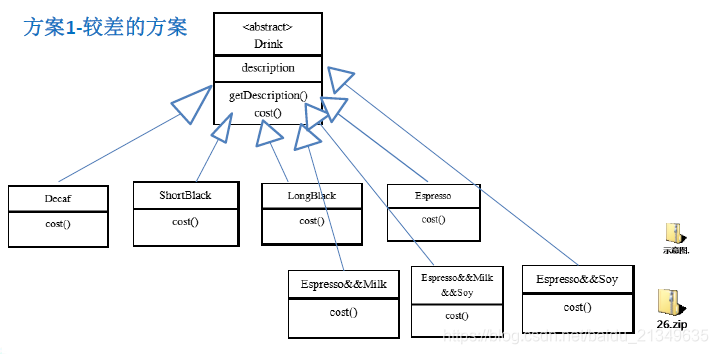 方案1-较差的方案
<abstract>
Drink
description
getDescription()
cost()
Decaf
cost()
ShortBlack
cost()
LongBlack
cost()
Espresso
cost()
Espresso&&Milk
cost()
Espresso&&Milk
&&Soy
cost()
Espresso&&Soy
cost()
示意图.
26.zip
https://blog.csdn.net/baidu_21349635